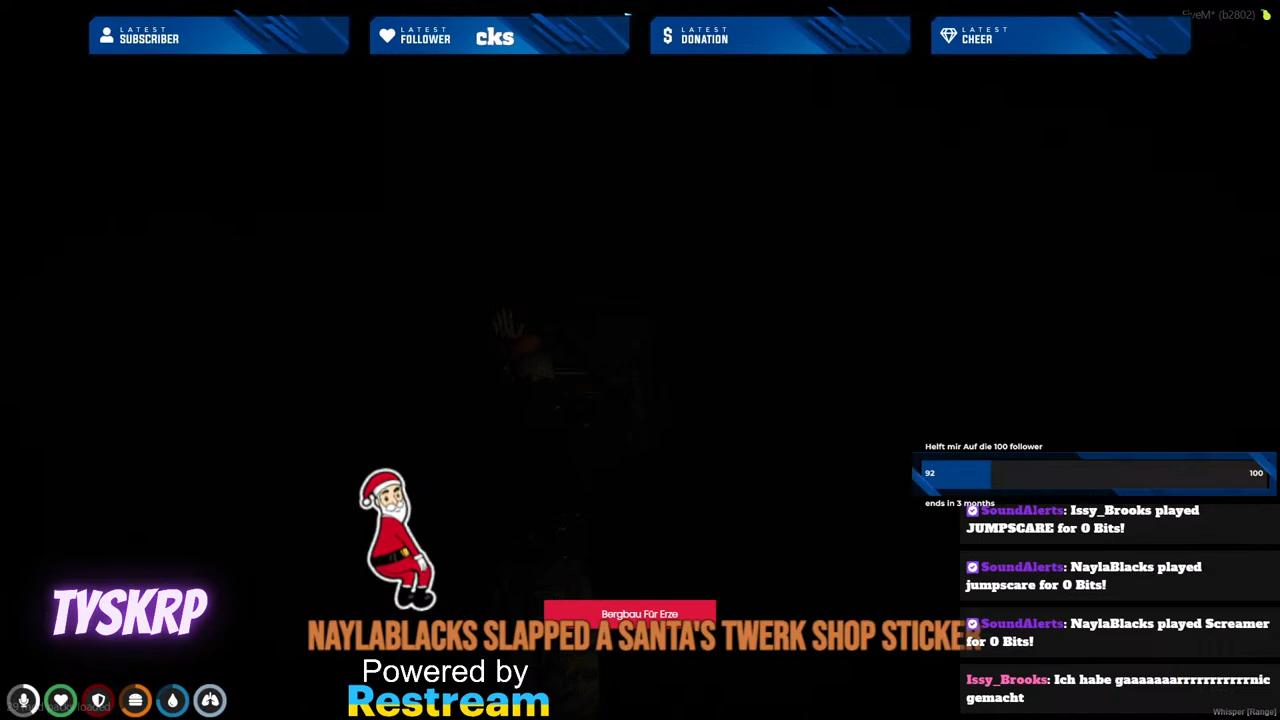 LATEST
SUBSCRIBER
LATEST
FOLLOWER
cks
LATEST
DONATION
LATEST
CHEER
FiveM* (b2802)
Helft mir Auf die 100 follower
92
100
ends in 3 months
SoundAlerts: Issy_Brooks played
JUMPSCARE for 0 Bits!
SoundAlerts: NaylaBlacks played
jumpscare for 0 Bits!
SoundAlerts: NaylaBlacks played Screamer
for 0 Bits!
Issy_Brooks: Ich habe gaaaaaarrrrrrrrrrrnic
gemacht
TYSKRP
Bergbau Für Erze
NAYLABLACKS SLAPPED A SANTA'S TWERK SHOP STICKER
Powered by
Restream
Whisper [Range]